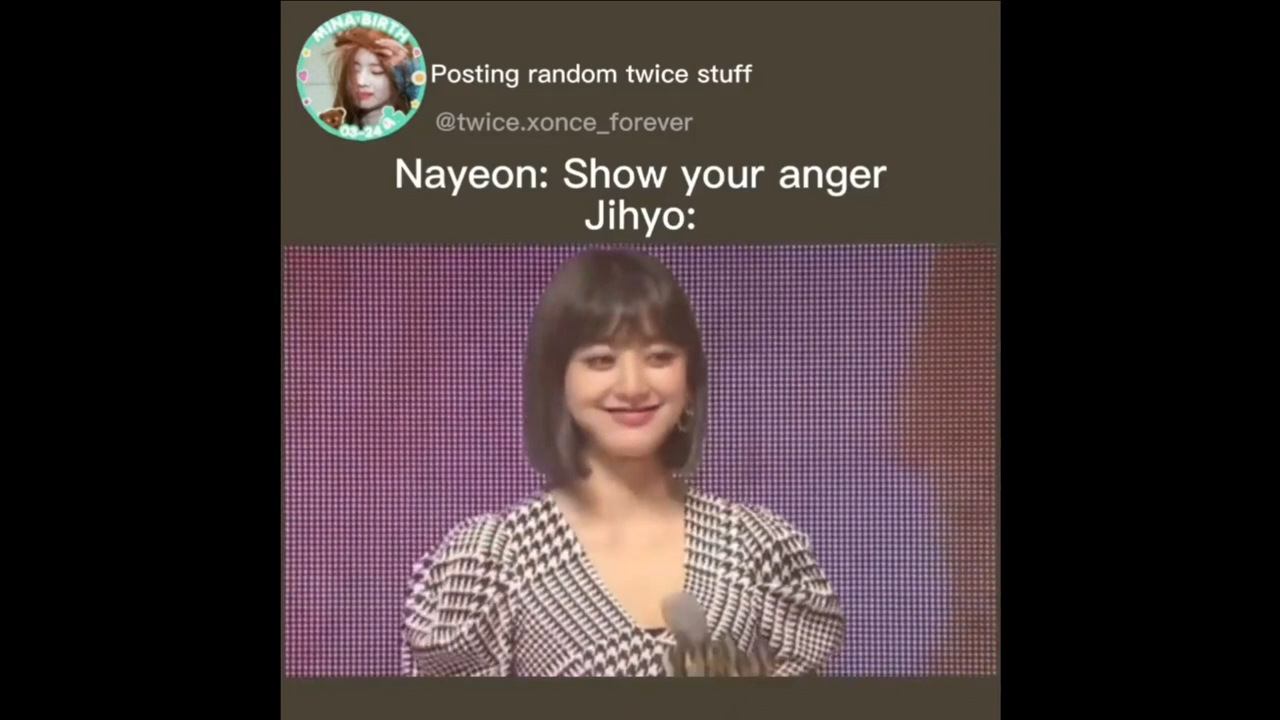 MINA BIRTH
Posting random twice stuff
@twice.xonce_forever
03-24
Nayeon: Show your anger
Jihyo: